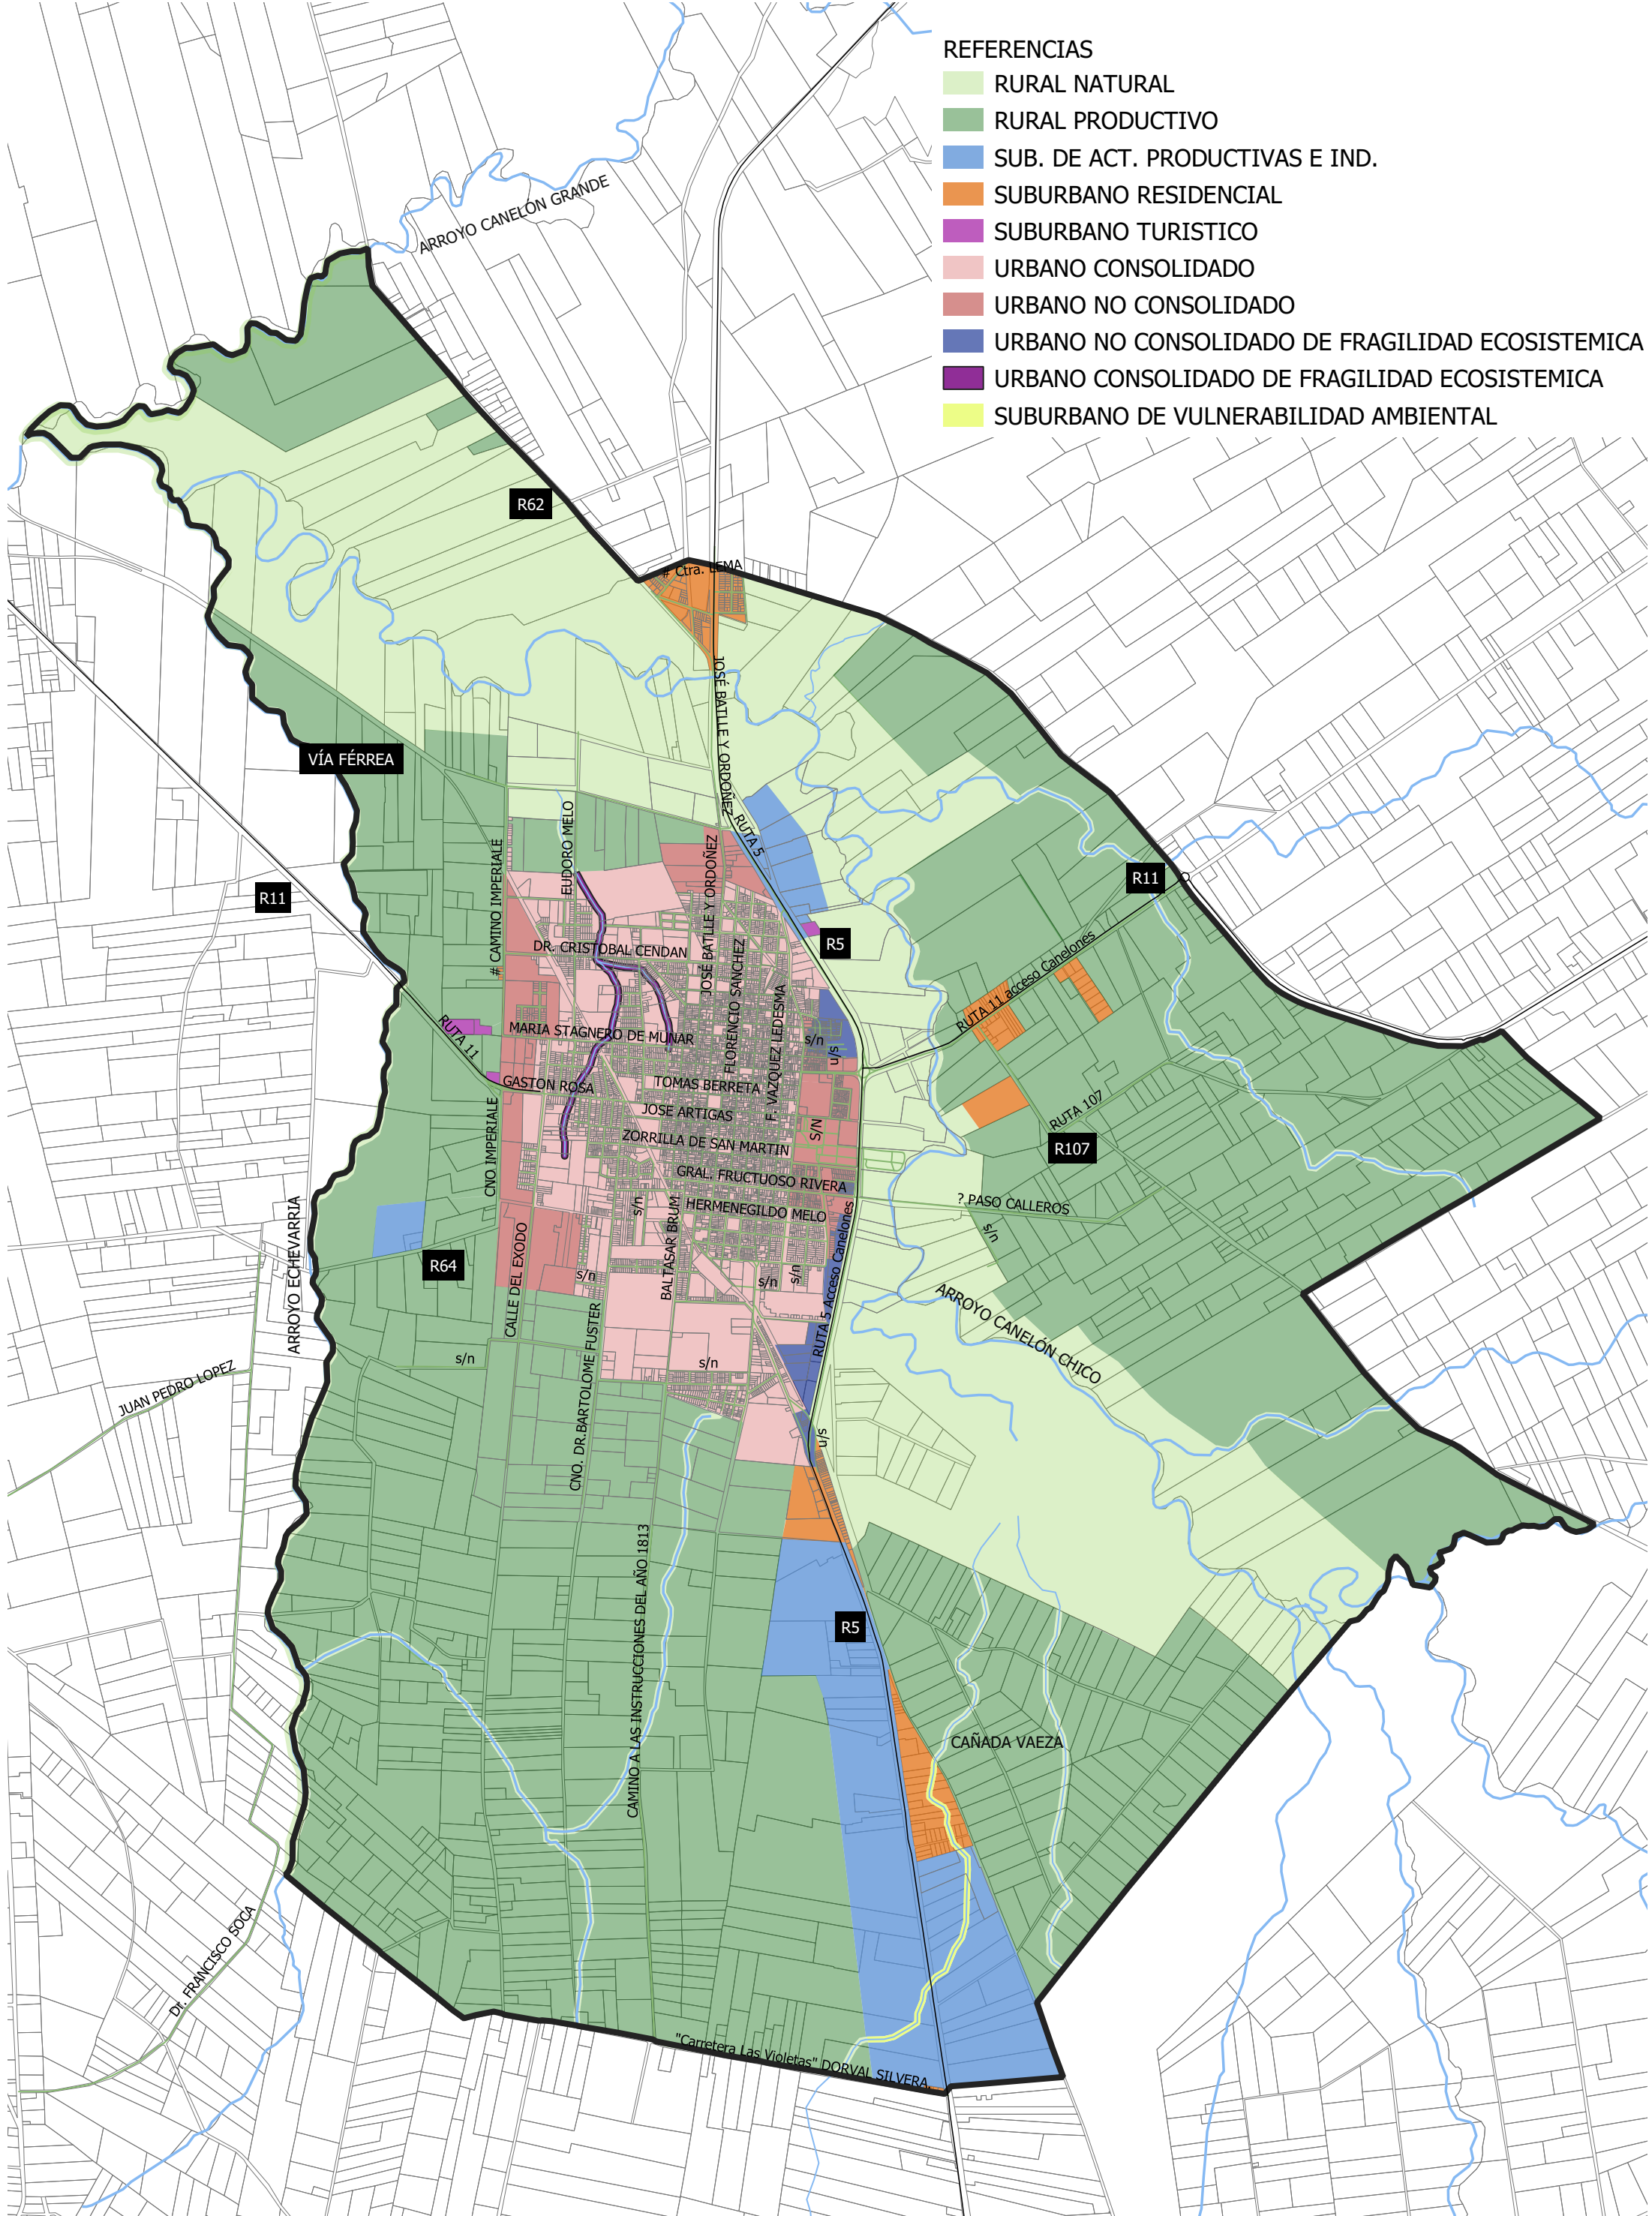 REFERENCIAS
RURAL NATURAL
RURAL PRODUCTIVO
SUB. DE ACT. PRODUCTIVAS E IND.
SUBURBANO RESIDENCIAL
SUBURBANO TURISTICO
URBANO CONSOLIDADO
URBANO NO CONSOLIDADO
URBANO NO CONSOLIDADO DE FRAGILIDAD ECOSISTEMICA
URBANO CONSOLIDADO DE FRAGILIDAD ECOSISTEMICA
SUBURBANO DE VULNERABILIDAD AMBIENTAL
ARROYO CANELÓN GRANDE
R62
# Ctra. LEMA
JOSÉ BATLLE Y ORDOÑEZ
VÍA FÉRREA
RUTA 5
EUDORO MELO
# CAMINO IMPERIALE
JOSÉ BATLLE Y ORDOÑEZ
R11
R11
R5
DR. CRISTOBAL CENDAN
FLORENCIO SANCHEZ
F. VAZQUEZ LEDESMA
RUTA 11 acceso Canelones
RUTA 11
MARIA STAGNERO DE MUNAR
s/n
s/n
GASTON ROSA
TOMAS BERRETA
JOSE ARTIGAS
S/N
RUTA 107
R107
ZORRILLA DE SAN MARTIN
CNO IMPERIALE
GRAL. FRUCTUOSO RIVERA
HERMENEGILDO MELO
? PASO CALLEROS
s/n
s/n
BALTASAR BRUM
ARROYO ECHEVARRIA
R64
CALLE DEL EXODO
s/n
s/n
s/n
RUTA 5 Acceso Canelones
ARROYO CANELÓN CHICO
CNO. DR.BARTOLOME FUSTER
s/n
s/n
JUAN PEDRO LOPEZ
s/n
CAMINO A LAS INSTRUCCIONES DEL AÑO 1813
R5
CAÑADA VAEZA
Dr. FRANCISCO SOCA
"Carretera Las Violetas" DORVAL SILVERA